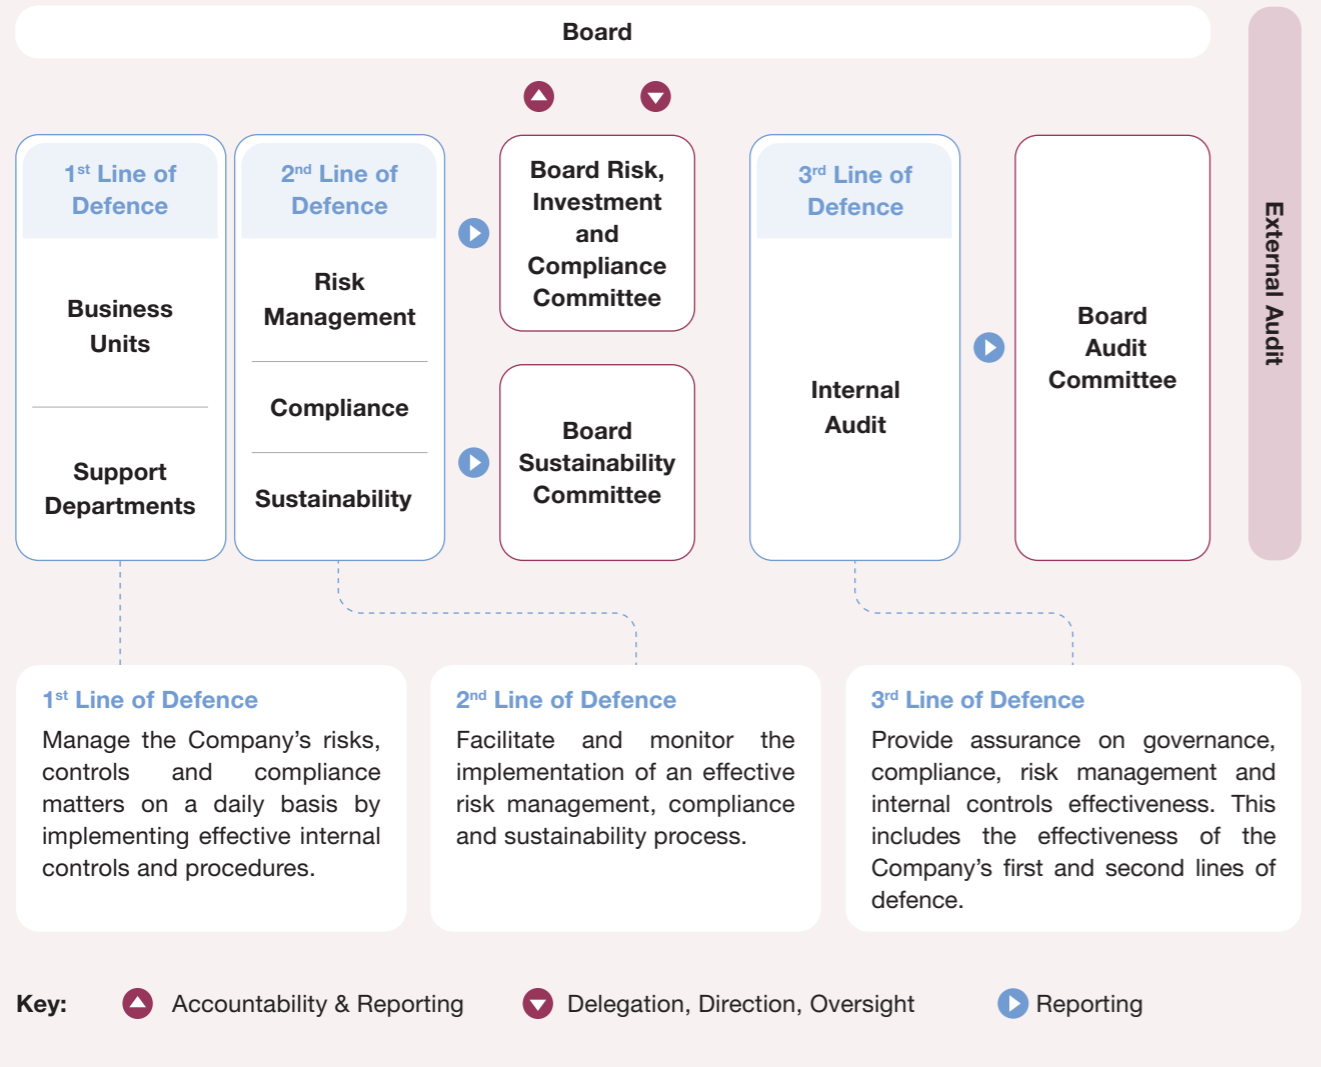 Board
1st Line of
Defence
Business
Units
Support
Departments
2nd Line of
Defence
Risk
Management
Compliance
Sustainability
Board Risk,
Investment
and
Compliance
Committee
Board
Sustainability
Committee
3rd Line of
Defence
Internal
Audit
Board
Audit
Committee
External Audit
1st Line of Defence
Manage the Company’s risks,
controls and compliance
matters on a daily basis by
implementing effective internal
controls and procedures.
2nd Line of Defence
Facilitate and monitor the
implementation of an effective
risk management, compliance
and sustainability process.
3rd Line of Defence
Provide assurance on governance,
compliance, risk management and
internal controls effectiveness. This
includes the effectiveness of the
Company’s first and second lines of
defence.
Key:
Accountability & Reporting
Delegation, Direction, Oversight
Reporting